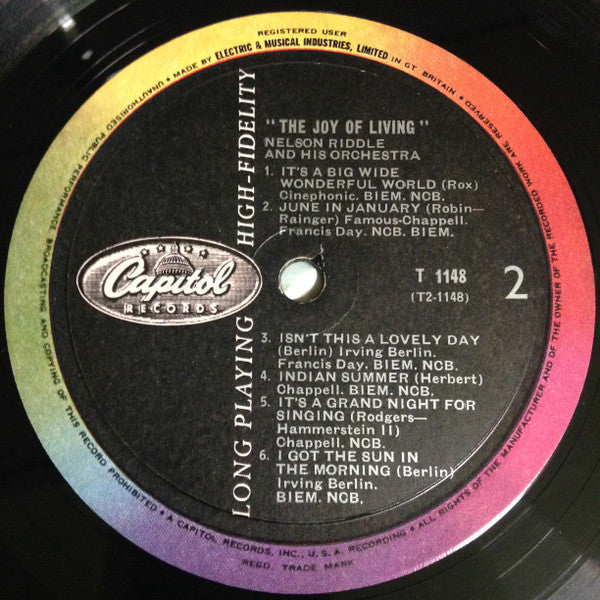 REGISTERED USER
• MADE BY ELECTRIC & MUSICAL INDUSTRIES, LIMITED IN GT. BRITAIN •
ALL RIGHTS OF THE MANUFACTURER AND OF THE OWNER OF THE RECORDED WORK ARE RESERVED
UNAUTHORISED PUBLIC PERFORMANCE, BROADCASTING AND COPYING OF THIS RECORD PROHIBITED •
• A CAPITOL RECORDS, INC., U.S.A. RECORDING •
REGD. TRADE MARK
LONG PLAYING HIGH-FIDELITY
Capitol
RECORDS
"THE JOY OF LIVING"
NELSON RIDDLE
AND HIS ORCHESTRA
1. IT'S A BIG WIDE
WONDERFUL WORLD (Rox)
Cinephonic. BIEM. NCB.
2. JUNE IN JANUARY (Robin—
Rainger) Famous-Chappell.
Francis Day. NCB. BIEM.
T 1148
(T2-1148)
2
3. ISN'T THIS A LOVELY DAY
(Berlin) Irving Berlin.
Francis Day. BIEM. NCB.
4. INDIAN SUMMER (Herbert)
Chappell. BIEM. NCB.
5. IT'S A GRAND NIGHT FOR
SINGING (Rodgers—
Hammerstein II)
Chappell. NCB.
6. I GOT THE SUN IN
THE MORNING (Berlin)
Irving Berlin.
BIEM. NCB.